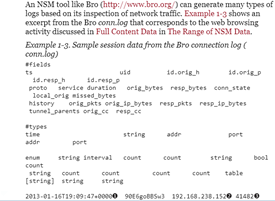 An NSM tool like Bro (http://www.bro.org/) can generate many types of
logs based on its inspection of network traffic. Example 1-3 shows an
excerpt from the Bro conn.log that corresponds to the web browsing
activity discussed in Full Content Data in The Range of NSM Data.
Example 1-3. Sample session data from the Bro connection log (
conn.log)
#fields
ts uid id.orig_h id.orig_p
id.resp_h id.resp_p
proto service duration orig_bytes resp_bytes conn_state
local_orig missed_bytes
history orig_pkts orig_ip_bytes resp_pkts resp_ip_bytes
tunnel_parents orig_cc resp_cc
#types
time string addr port
addr port
enum string interval count count string bool
count
string count count count count table
[string] string string
2013-01-16T19:09:47+0000❶ 90E6goBBSw3 192.168.238.152❷ 41482❸